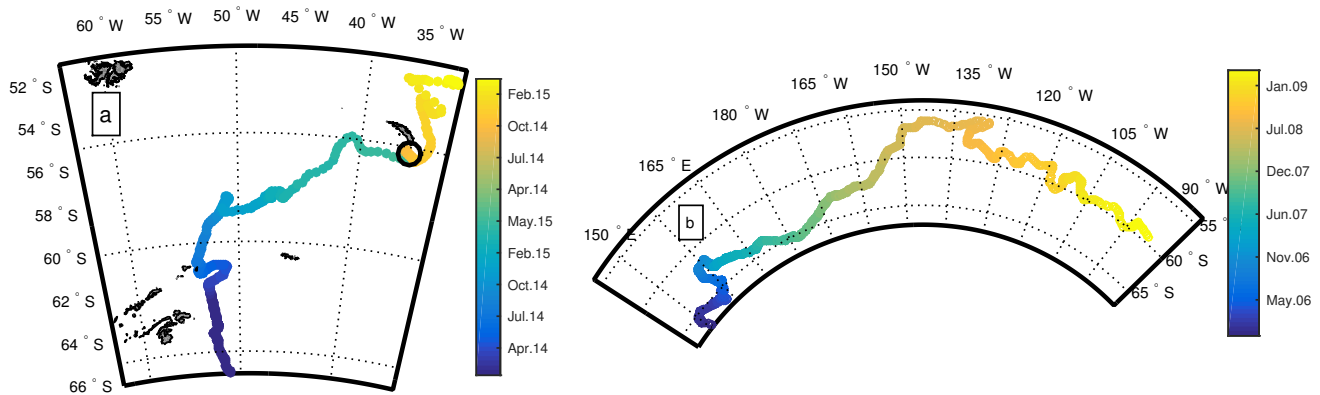 60 ° W
55 ° W
50 ° W
45 ° W
40 ° W
35 ° W
52 ° S
54 ° S
56 ° S
58 ° S
60 ° S
62 ° S
64 ° S
66 ° S
a
Feb.15
Oct.14
Jul.14
Apr.14
May.15
Feb.15
Oct.14
Jul.14
Apr.14
150 ° E
165 ° E
180 ° W
165 ° W
150 ° W
135 ° W
120 ° W
105 ° W
90 ° W
55 °
60 ° S
65 ° S
b
Jan.09
Jul.08
Dec.07
Jun.07
Nov.06
May.06